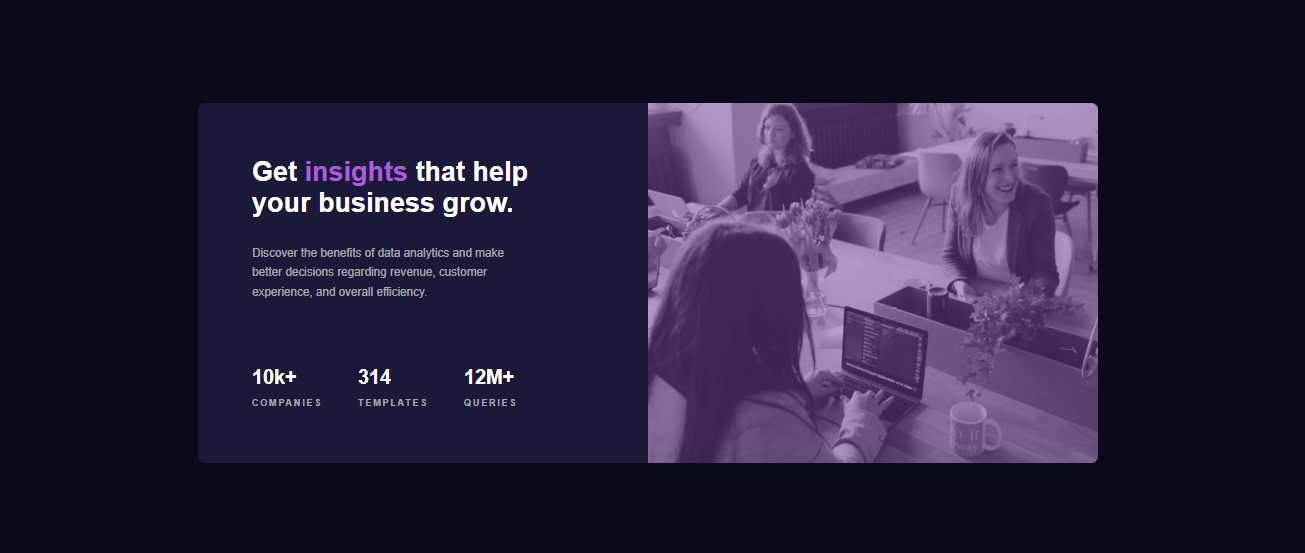 Get insights that help
your business grow.
Discover the benefits of data analytics and make
better decisions regarding revenue, customer
experience, and overall efficiency.
10k+ 314 12M+
COMPANIES TEMPLATES QUERIES